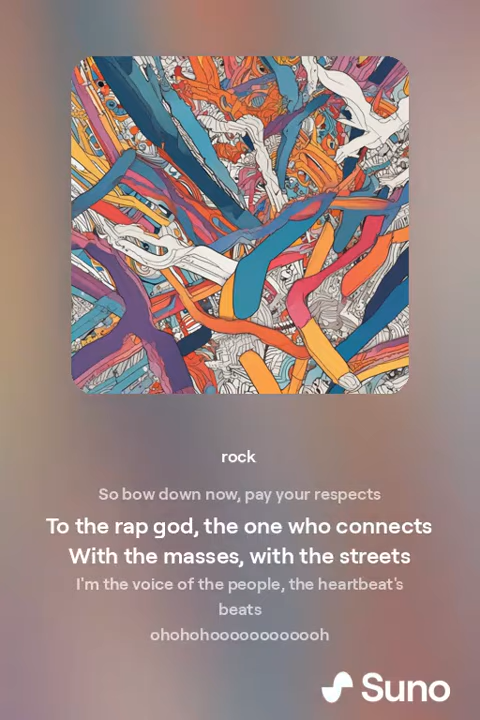 rock
So bow down now, pay your respects
To the rap god, the one who connects
With the masses, with the streets
I'm the voice of the people, the heartbeat's
beats
ohohohooooooooooooh
Suno